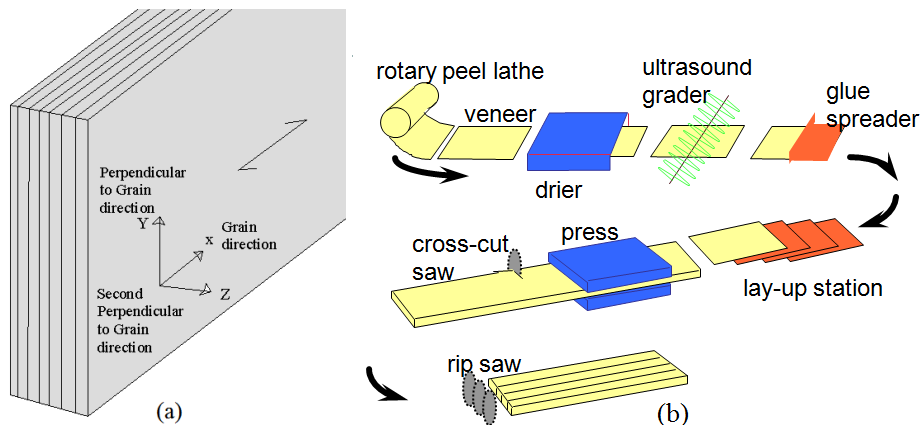 Perpendicular
to Grain
direction
Y
Grain
direction
x
Z
Second
Perpendicular
to Grain
direction
(a)
rotary peel lathe
veneer
drier
ultrasound
grader
glue
spreader
cross-cut
saw
press
lay-up station
rip saw
(b)